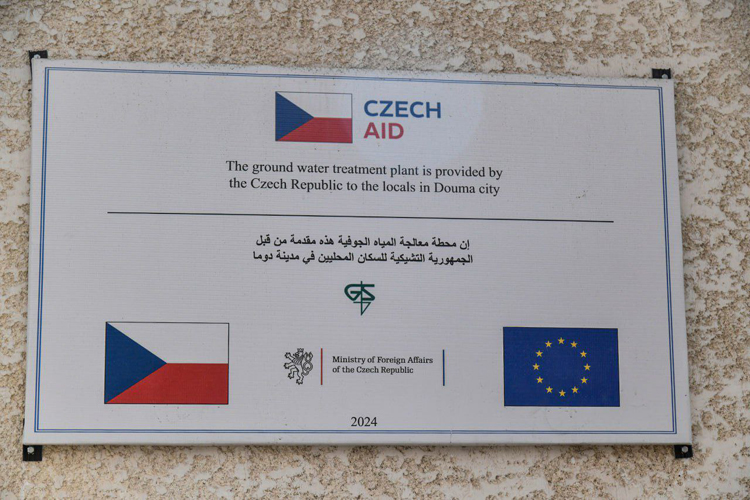 CZECH
AID
The ground water treatment plant is provided by
the Czech Republic to the locals in Douma city
إن محطة معالجة المياه الجوفية هذه مقدمة من قبل
الجمهورية التشيكية للسكان المحليين في مدينة دوما
GTS
Ministry of Foreign Affairs
of the Czech Republic
2024